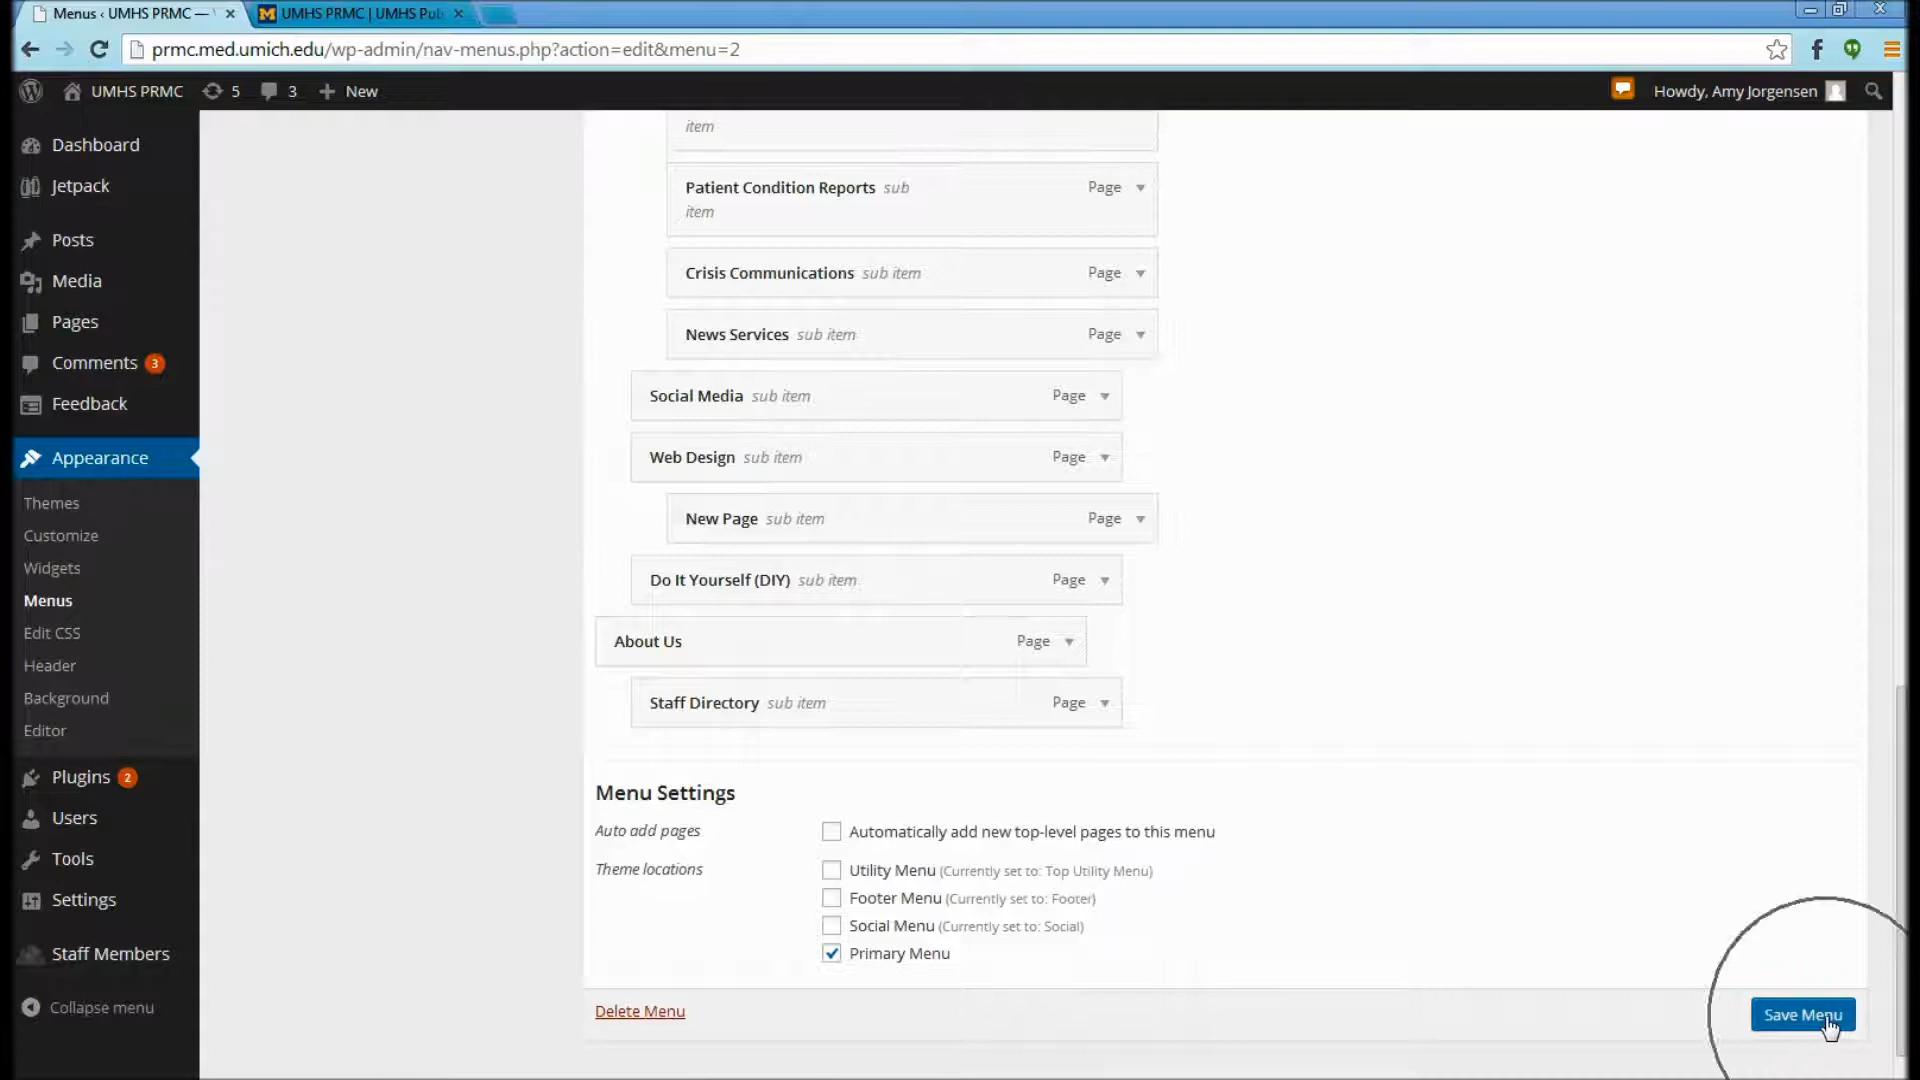 Menus ‹ UMHS PRMC —
UMHS PRMC | UMHS Pub
prmc.med.umich.edu/wp-admin/nav-menus.php?action=edit&menu=2
UMHS PRMC 5 3 + New
Howdy, Amy Jorgensen
Dashboard
Jetpack
Posts
Media
Pages
Comments 3
Feedback
Appearance
Themes
Customize
Widgets
Menus
Edit CSS
Header
Background
Editor
Plugins 2
Users
Tools
Settings
Staff Members
Collapse menu
item
Patient Condition Reports sub
item
Page
Crisis Communications sub item Page
News Services sub item Page
Social Media sub item Page
Web Design sub item Page
New Page sub item Page
Do It Yourself (DIY) sub item Page
About Us Page
Staff Directory sub item Page
Menu Settings
Auto add pages Automatically add new top-level pages to this menu
Theme locations Utility Menu (Currently set to: Top Utility Menu)
Footer Menu (Currently set to: Footer)
Social Menu (Currently set to: Social)
Primary Menu
Delete Menu
Save Menu